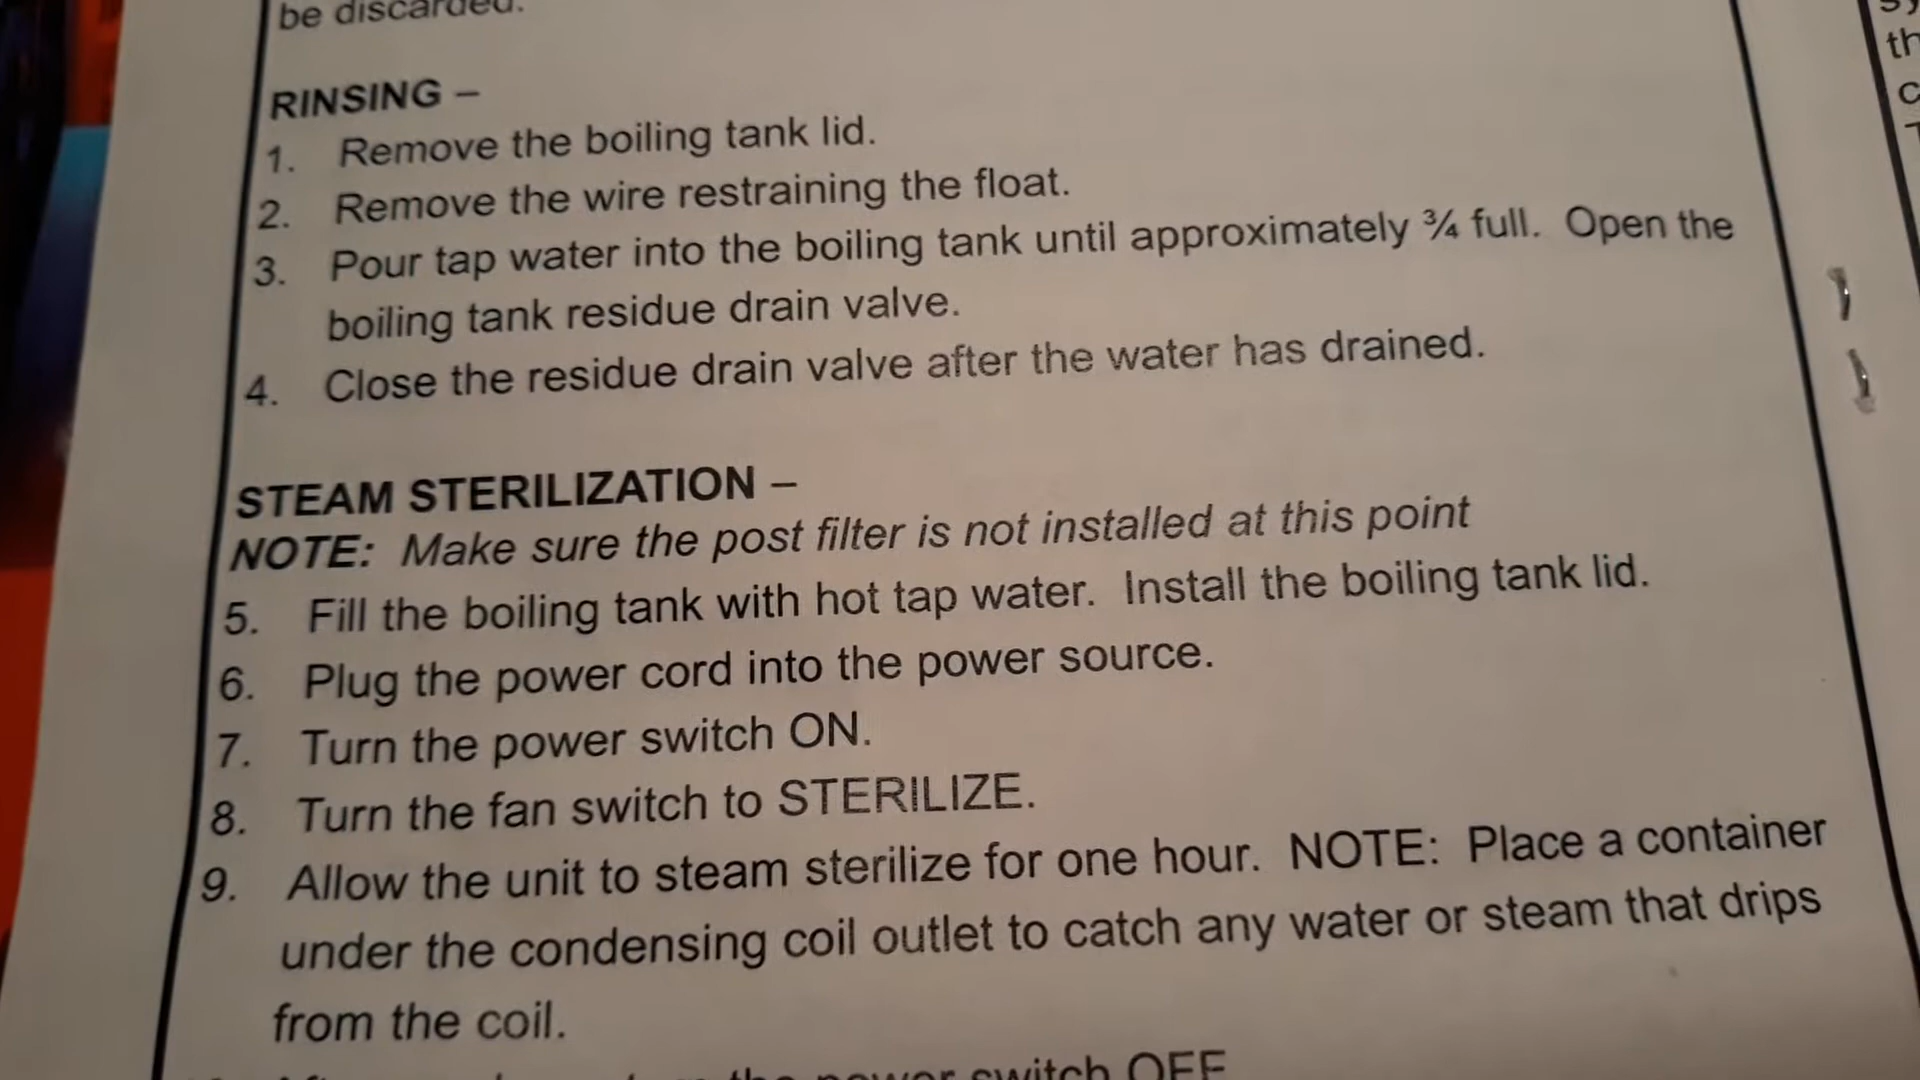 be discarded.
RINSING –
1. Remove the boiling tank lid.
2. Remove the wire restraining the float.
3. Pour tap water into the boiling tank until approximately ¾ full. Open the
boiling tank residue drain valve.
4. Close the residue drain valve after the water has drained.
STEAM STERILIZATION –
NOTE: Make sure the post filter is not installed at this point
5. Fill the boiling tank with hot tap water. Install the boiling tank lid.
6. Plug the power cord into the power source.
7. Turn the power switch ON.
8. Turn the fan switch to STERILIZE.
9. Allow the unit to steam sterilize for one hour. NOTE: Place a container
under the condensing coil outlet to catch any water or steam that drips
from the coil.
the power switch OFF